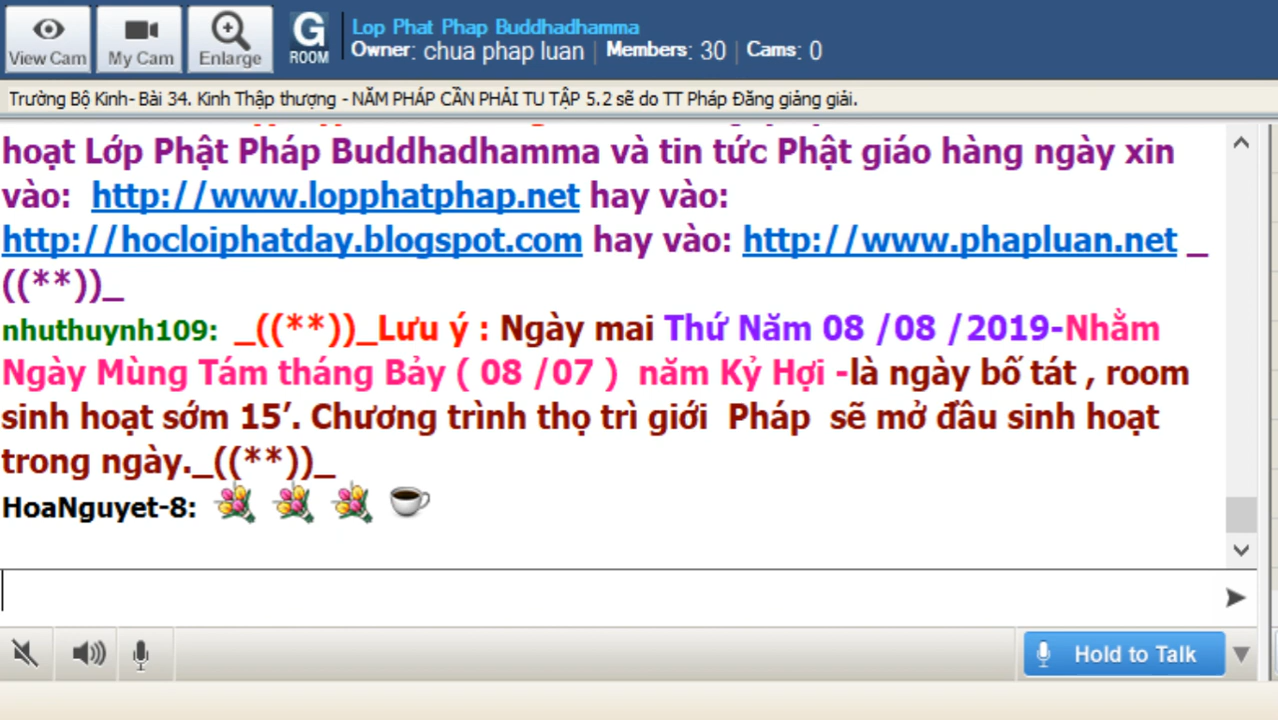 View Cam
My Cam
Enlarge
G
ROOM
Lop Phat Phap Buddhadhamma
Owner: chua phap luan | Members: 30 | Cams: 0
Trường Bộ Kinh- Bài 34. Kinh Thập thượng - NĂM PHÁP CẦN PHẢI TU TẬP 5.2 sẽ do TT Pháp Đăng giảng giải.
hoạt Lớp Phật Pháp Buddhadhamma và tin tức Phật giáo hàng ngày xin
vào: http://www.lopphatphap.net hay vào:
http://hocloiphatday.blogspot.com hay vào: http://www.phapluan.net _
((**))_
nhuthuynh109: _((**))_Lưu ý : Ngày mai Thứ Năm 08 /08 /2019-Nhằm
Ngày Mùng Tám tháng Bảy ( 08 /07 ) năm Kỷ Hợi -là ngày bố tát , room
sinh hoạt sớm 15’. Chương trình thọ trì giới Pháp sẽ mở đầu sinh hoạt
trong ngày._((**))_
HoaNguyet-8:
Hold to Talk